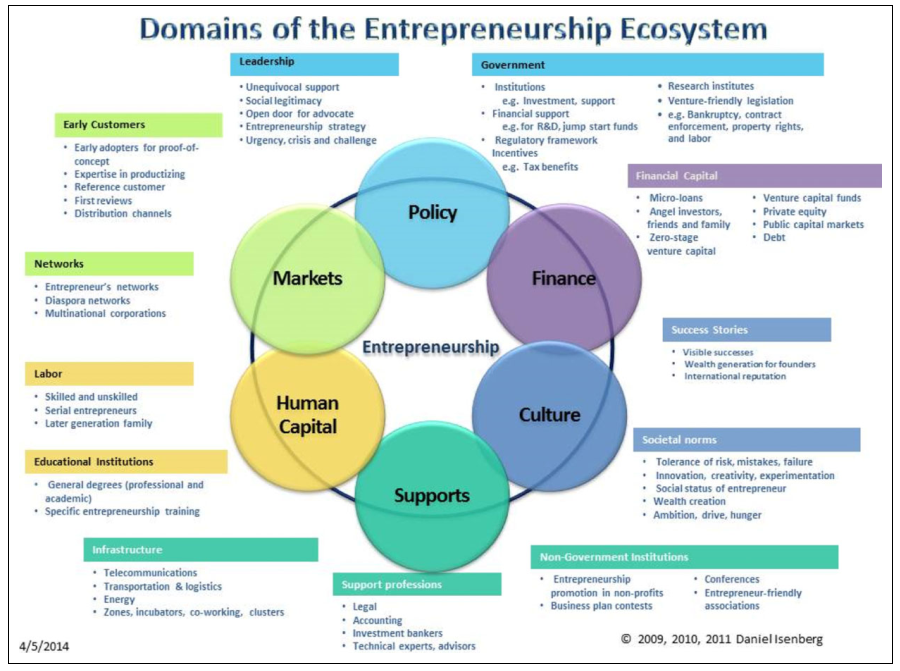 Domains of the Entrepreneurship Ecosystem
Leadership
• Unequivocal support
• Social legitimacy
• Open door for advocate
• Entrepreneurship strategy
• Urgency, crisis and challenge
Government
• Institutions
e.g. Investment, support
• Financial support
e.g. for R&D, jump start funds
• Regulatory framework
Incentives
e.g. Tax benefits
• Research institutes
• Venture-friendly legislation
• e.g. Bankruptcy, contract
enforcement, property rights,
and labor
Early Customers
• Early adopters for proof-of-
concept
• Expertise in productizing
• Reference customer
• First reviews
• Distribution channels
Financial Capital
• Micro-loans
• Angel investors,
friends and family
• Zero-stage
venture capital
• Venture capital funds
• Private equity
• Public capital markets
• Debt
Policy
Markets
Finance
Networks
• Entrepreneur's networks
• Diaspora networks
• Multinational corporations
Entrepreneurship
Success Stories
• Visible successes
• Wealth generation for founders
• International reputation
Labor
• Skilled and unskilled
• Serial entrepreneurs
• Later generation family
Human
Capital
Culture
Societal norms
• Tolerance of risk, mistakes, failure
• Innovation, creativity, experimentation
• Social status of entrepreneur
• Wealth creation
• Ambition, drive, hunger
Educational Institutions
• General degrees (professional and
academic)
• Specific entrepreneurship training
Supports
Infrastructure
• Telecommunications
• Transportation & logistics
• Energy
• Zones, incubators, co-working, clusters
Support professions
• Legal
• Accounting
• Investment bankers
• Technical experts, advisors
Non-Government Institutions
• Entrepreneurship
promotion in non-profits
• Business plan contests
• Conferences
• Entrepreneur-friendly
associations
4/5/2014
© 2009, 2010, 2011 Daniel Isenberg